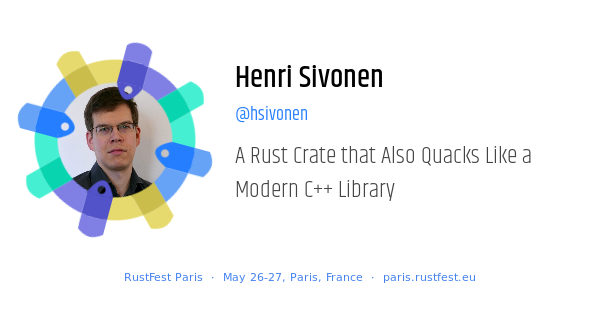 Henri Sivonen
@hsivonen
A Rust Crate that Also Quacks Like a
Modern C++ Library
RustFest Paris · May 26-27, Paris, France · paris.rustfest.eu